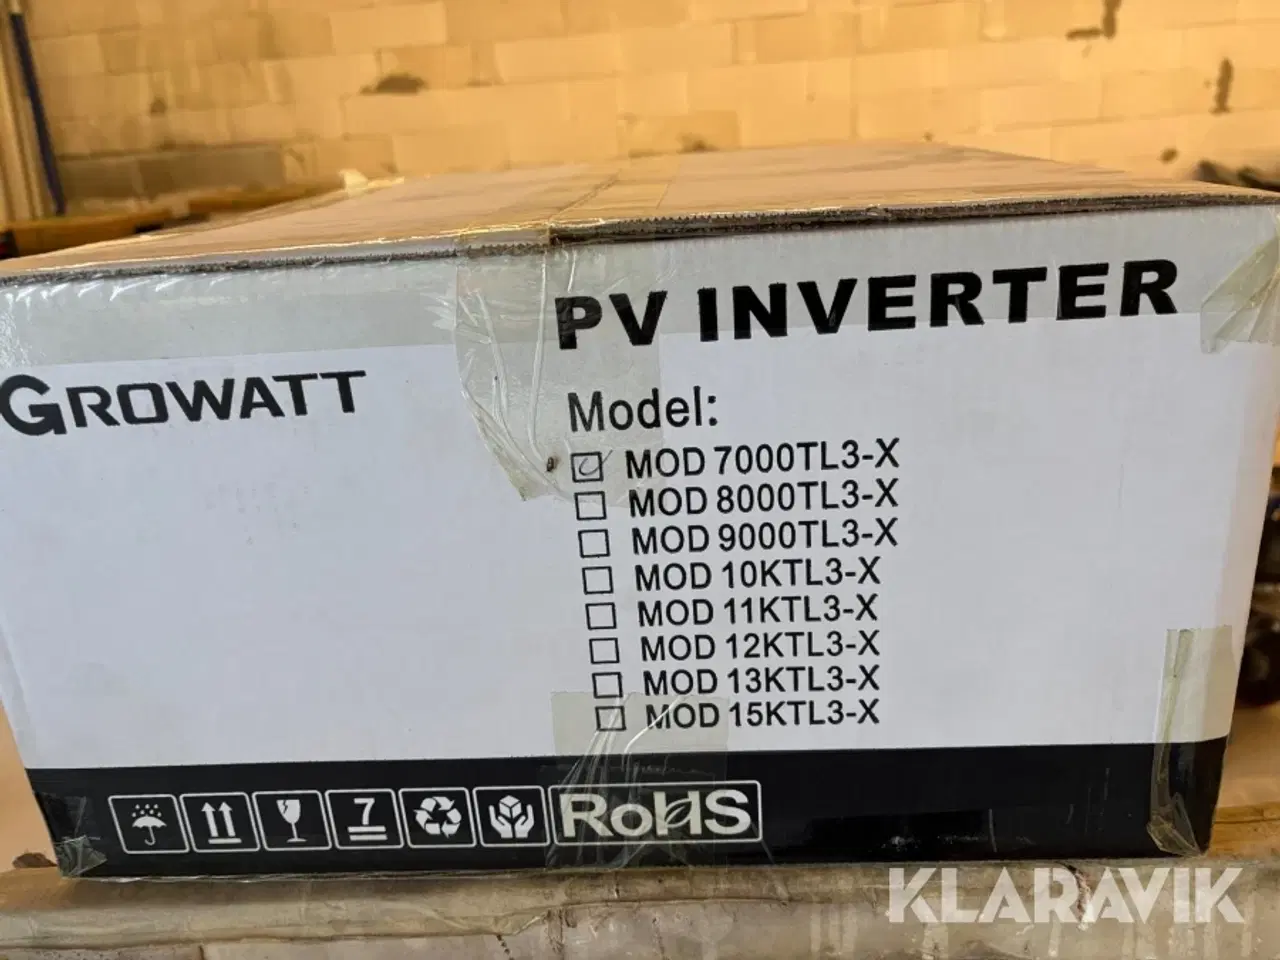 PV INVERTER
GROWATT
Model:
MOD 7000TL3-X
MOD 8000TL3-X
MOD 9000TL3-X
MOD 10KTL3-X
MOD 11KTL3-X
MOD 12KTL3-X
MOD 13KTL3-X
MOD 15KTL3-X
7
RoHS
KLARAVIK